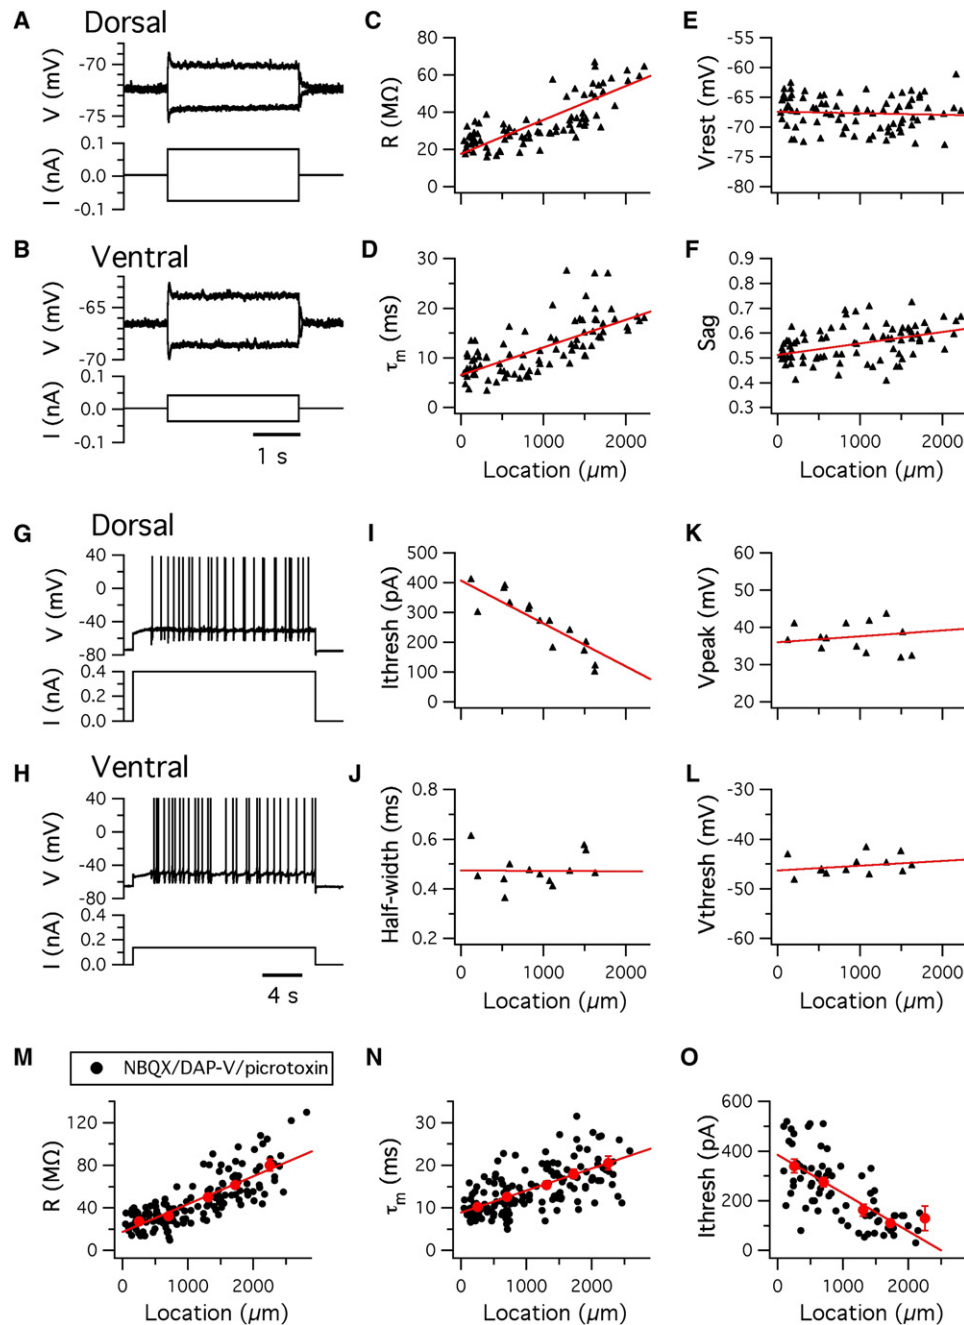 A
Dorsal
V (mV)
-70
-75
I (nA)
0.1
0.0
-0.1
B
Ventral
V (mV)
-65
-70
I (nA)
0.1
0.0
-0.1
1 s
C
R (MΩ)
80
60
40
20
0
D
τm (ms)
30
20
10
0
0
1000
2000
Location (µm)
E
Vrest (mV)
-55
-60
-65
-70
-75
-80
F
Sag
0.9
0.8
0.7
0.6
0.5
0.4
0.3
0
1000
2000
Location (µm)
G
Dorsal
V (mV)
40
0
-40
-80
I (nA)
0.4
0.2
0.0
H
Ventral
V (mV)
40
0
-40
-80
I (nA)
0.4
0.2
0.0
4 s
I
Ithresh (pA)
500
400
300
200
100
0
J
Half-width (ms)
0.8
0.6
0.4
0.2
0
1000
2000
Location (µm)
K
Vpeak (mV)
60
50
40
30
20
L
Vthresh (mV)
-30
-40
-50
-60
0
1000
2000
Location (µm)
M
NBQX/DAP-V/picrotoxin
R (MΩ)
120
80
40
0
0
1000
2000
Location (µm)
N
τm (ms)
30
20
10
0
0
1000
2000
Location (µm)
O
Ithresh (pA)
600
400
200
0
0
1000
2000
Location (µm)